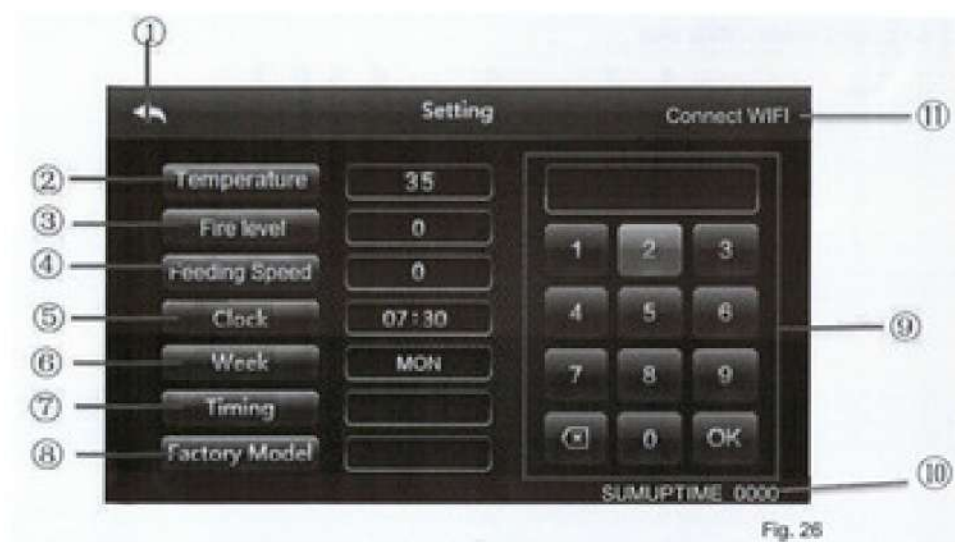 ①
Setting
Connect WIFI ⑪
② Temperature 35
③ Fire level 0
④ Feeding Speed 0
⑤ Clock 07:30
⑥ Week MON
⑦ Timing
⑧ Factory Model
1 2 3
4 5 6
7 8 9
0 OK
⑨
SUMUPTIME 0000 ⑩
Fig. 26